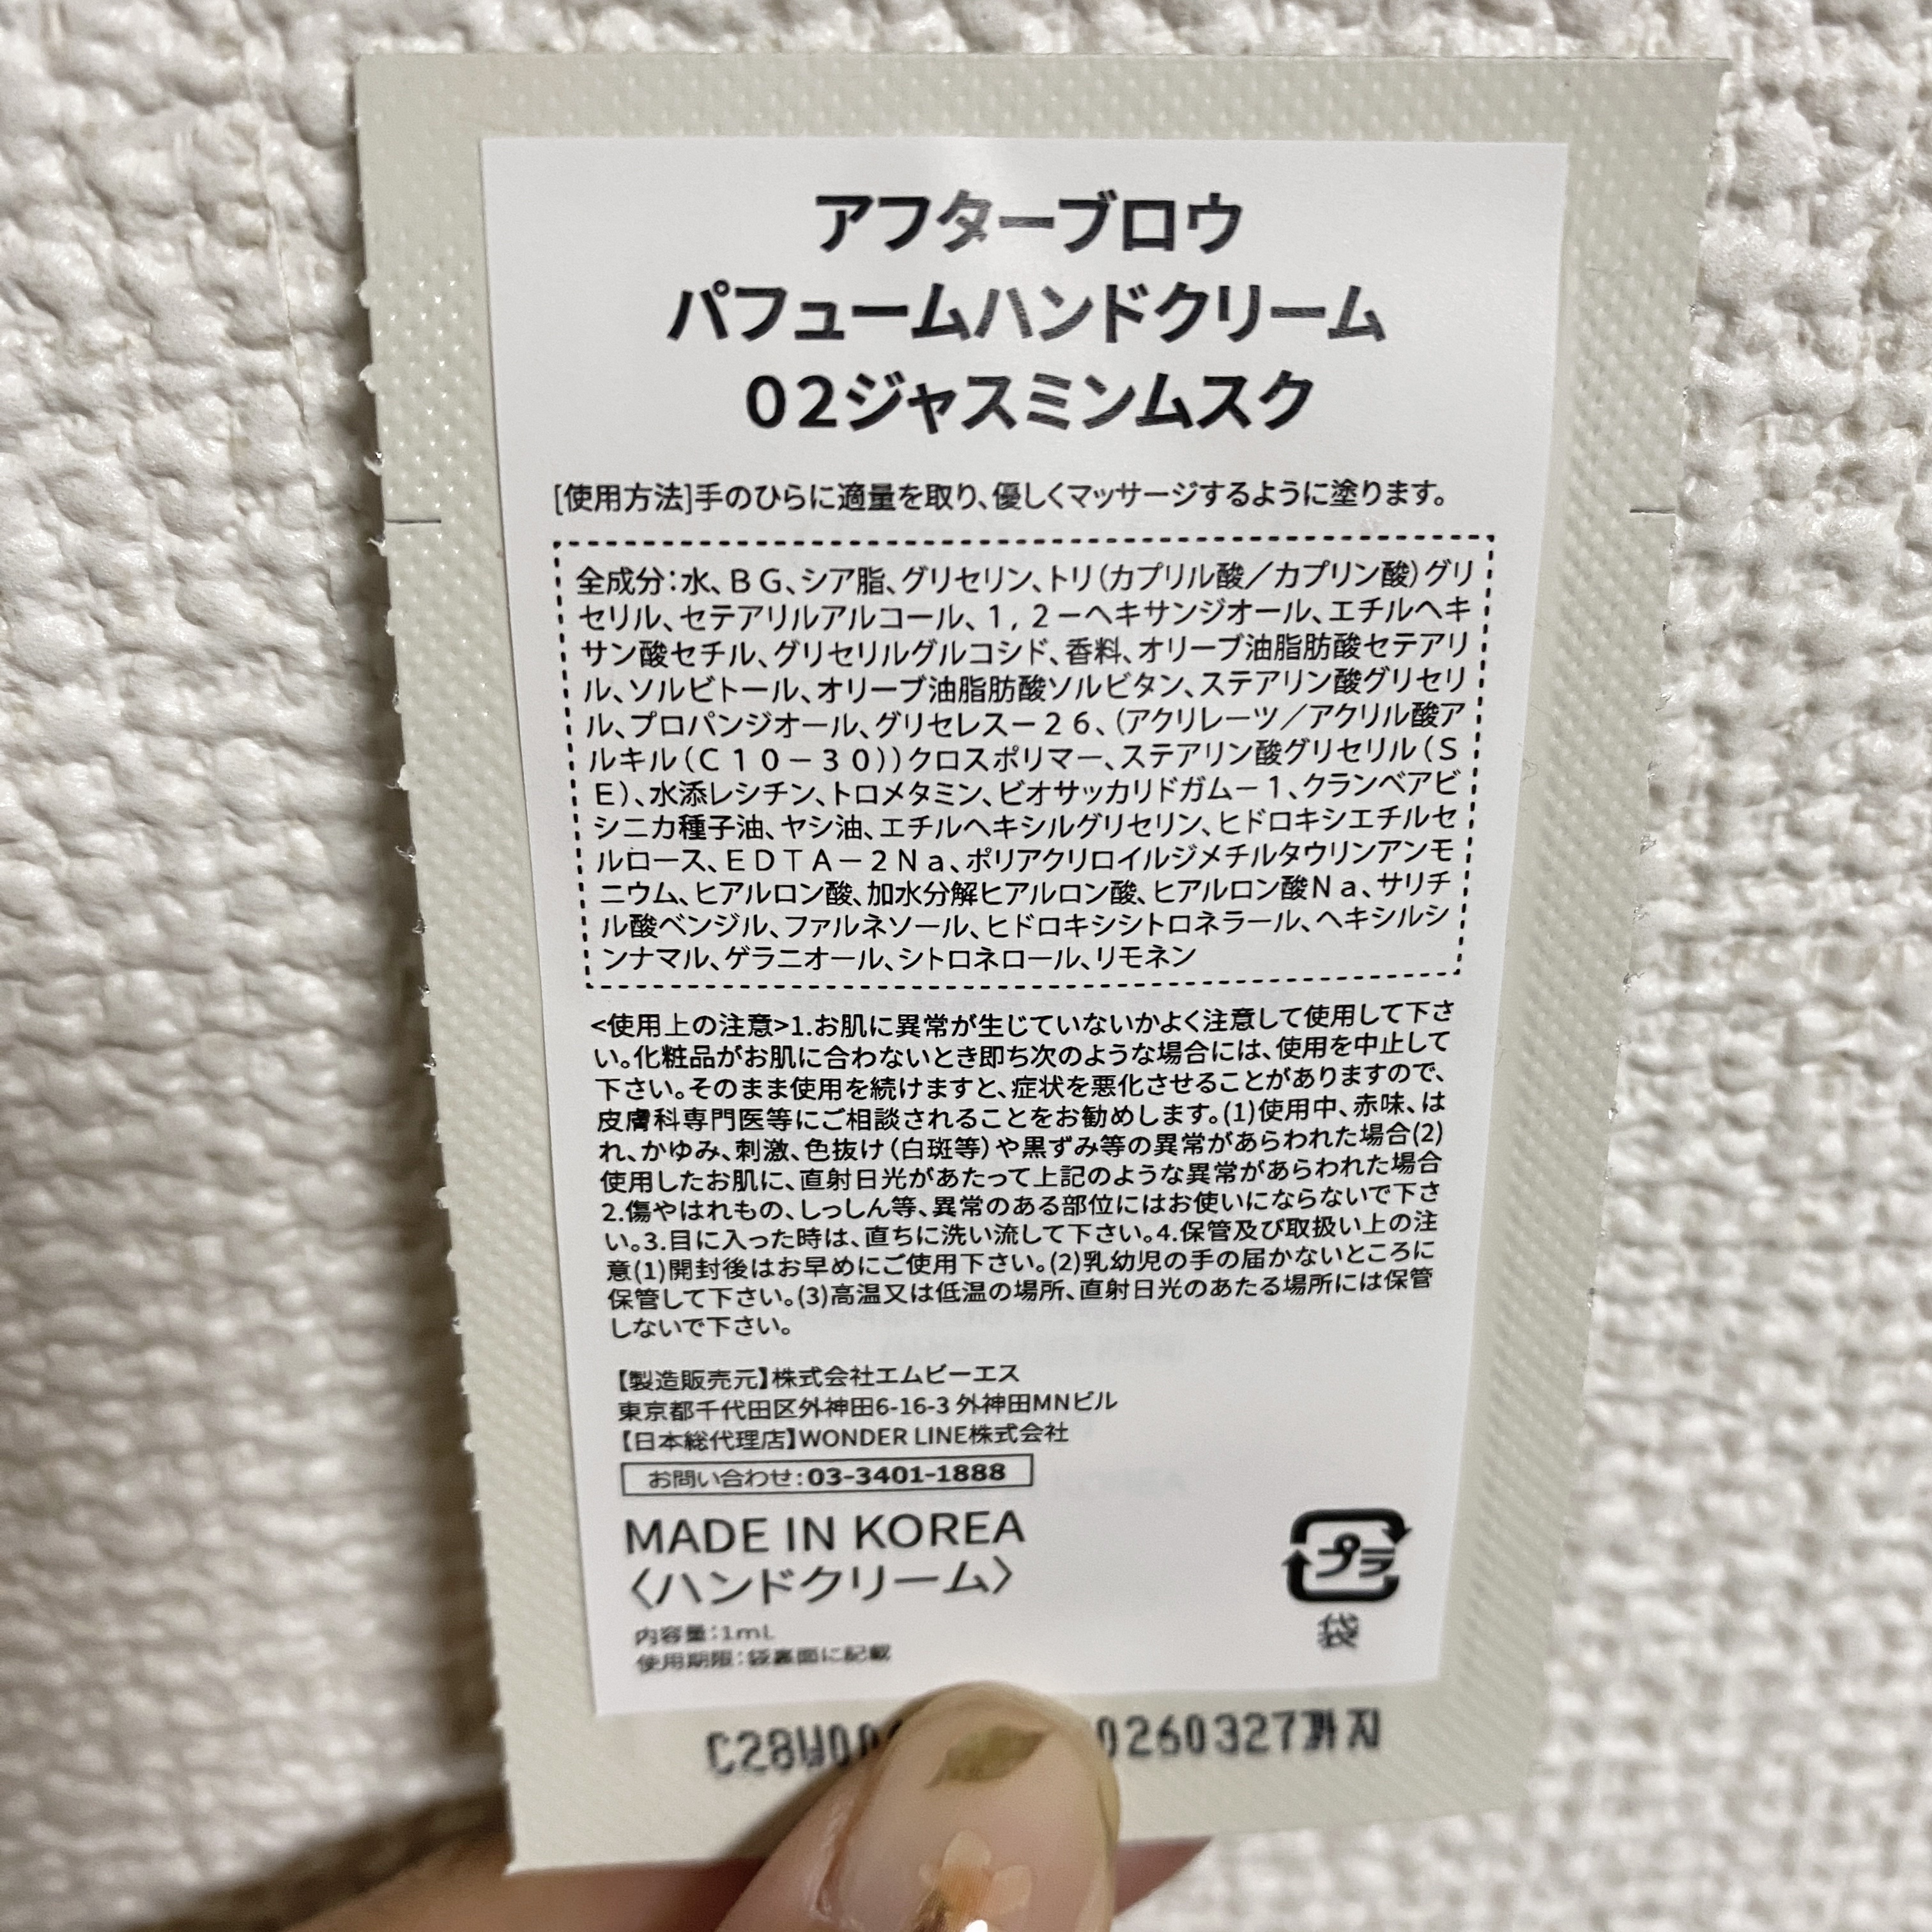 アフターブロウ
パフュームハンドクリーム
02ジャスミンムスク
[使用方法]手のひらに適量を取り、優しくマッサージするように塗ります。
全成分:水、BG、シア脂、グリセリン、トリ(カプリル酸/カプリン酸)グリ
セリル、セテアリルアルコール、1,2-ヘキサンジオール、エチルヘキ
サン酸セチル、グリセリルグルコシド、香料、オリーブ油脂肪酸セテアリ
ル、ソルビトール、オリーブ油脂肪酸ソルビタン、ステアリン酸グリセリ
ル、プロパンジオール、グリセレスー26、(アクリレーツ/アクリル酸ア
ルキル(C10-30))クロスポリマー、ステアリン酸グリセリル(S
E)、水添レシチン、トロメタミン、ビオサッカリドガムー1、クランベアビ
シニカ種子油、ヤシ油、エチルヘキシルグリセリン、ヒドロキシエチルセ
ルロース、EDTA-2Na、ポリアクリロイルジメチルタウリンアンモ
ニウム、ヒアルロン酸、加水分解ヒアルロン酸、ヒアルロン酸Na、サリチ
ル酸ベンジル、ファルネソール、ヒドロキシシトロネラール、ヘキシルシ
ンナマル、ゲラニオール、シトロネロール、リモネン
<使用上の注意>1.お肌に異常が生じていないかよく注意して使用して下さ
い。化粧品がお肌に合わないとき即ち次のような場合には、使用を中止して
下さい。そのまま使用を続けますと、症状を悪化させることがありますので、
皮膚科専門医等にご相談されることをお勧めします。(1)使用中、赤味、は
れ、かゆみ、刺激、色抜け(白斑等)や黒ずみ等の異常があらわれた場合(2)
使用したお肌に、直射日光があたって上記のような異常があらわれた場合
2.傷やはれもの、しっしん等、異常のある部位にはお使いにならないで下さ
い。3.目に入った時は、直ちに洗い流して下さい。4.保管及び取扱い上の注
意(1)開封後はお早めにご使用下さい。(2)乳幼児の手の届かないところに
保管して下さい。(3)高温又は低温の場所、直射日光のあたる場所には保管
しないで下さい。
【製造販売元】株式会社エムビーエス
東京都千代田区外神田6-16-3 外神田MNビル
【日本総代理店】WONDER LINE株式会社
お問い合わせ:03-3401-1888
MADE IN KOREA
〈ハンドクリーム〉
プラ
袋
内容量:1mL
使用期限:袋裏面に記載
C28W00 0260327까지